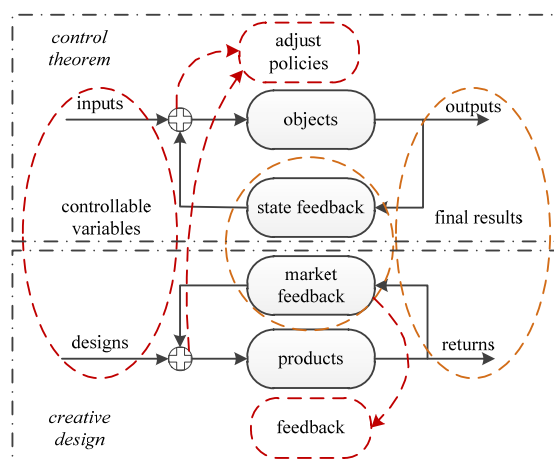 control
theorem
adjust
policies
inputs
objects
outputs
controllable
variables
state feedback
final results
market
feedback
designs
products
returns
creative
design
feedback